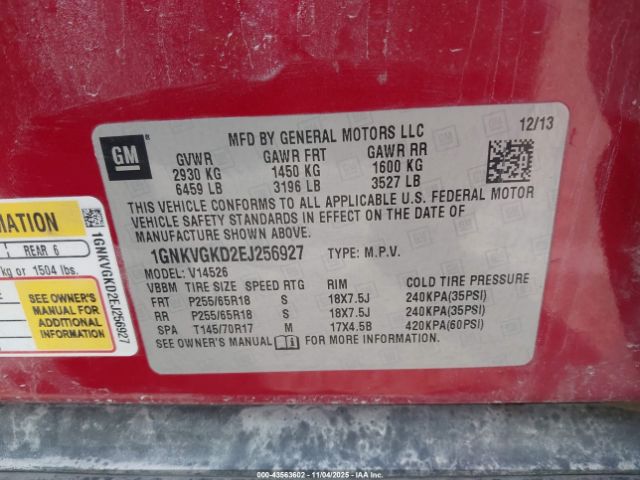 GM
MFD BY GENERAL MOTORS LLC 12/13
GVWR GAWR FRT GAWR RR
2930 KG 1450 KG 1600 KG
6459 LB 3196 LB 3527 LB
THIS VEHICLE CONFORMS TO ALL APPLICABLE U.S. FEDERAL MOTOR
VEHICLE SAFETY STANDARDS IN EFFECT ON THE DATE OF
MANUFACTURE SHOWN ABOVE.
1GNKVGKD2EJ256927 TYPE: M.P.V.
MODEL: V14526
VBBM TIRE SIZE SPEED RTG RIM COLD TIRE PRESSURE
FRT P255/65R18 S 18X7.5J 240KPA(35PSI)
RR P255/65R18 S 18X7.5J 240KPA(35PSI)
SPA T145/70R17 M 17X4.5B 420KPA(60PSI)
SEE OWNER'S MANUAL FOR MORE INFORMATION.
RMATION
REAR 6
kg or 1504 lbs.
SEE OWNER'S
MANUAL FOR
ADDITIONAL
INFORMATION
1GNKVGKD2EJ256927
000-43563602 - 11/04/2025 - IAAI.COM